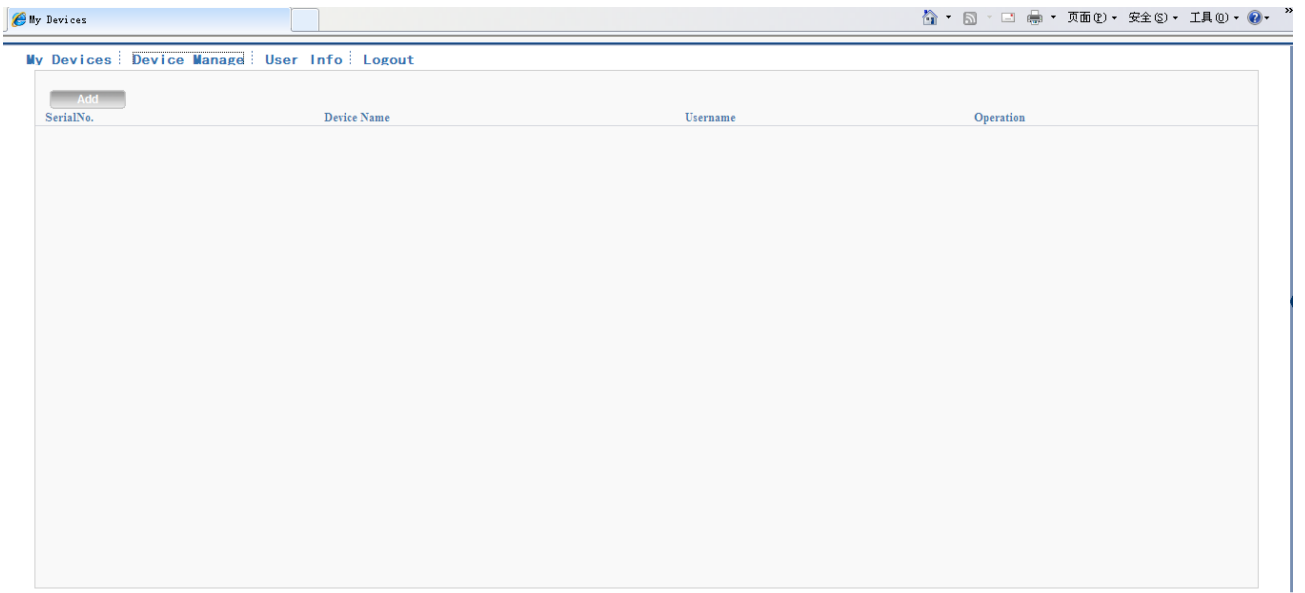 My Devices
页面(P) 安全(S) 工具(O) »
My Devices Device Manage User Info Logout
Add
SerialNo. Device Name Username Operation